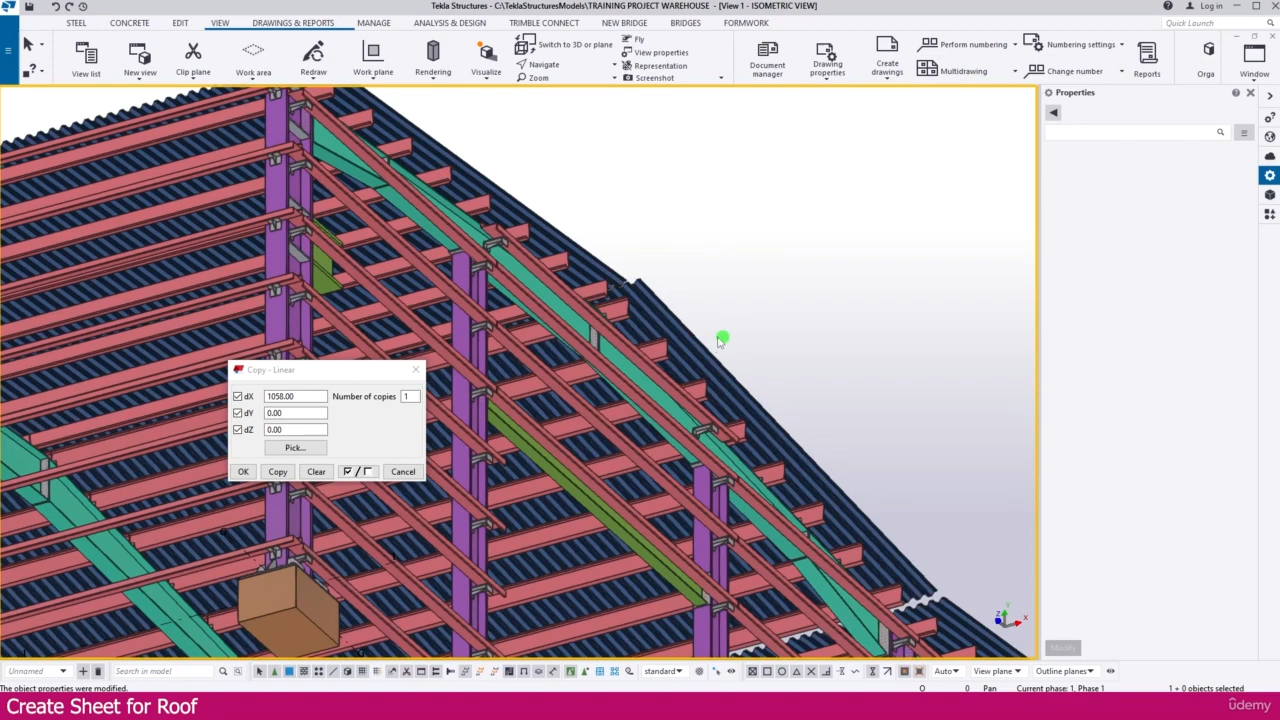 Tekla Structures - C:\TeklaStructuresModels\TRAINING PROJECT WAREHOUSE - [View 1 - ISOMETRIC VIEW]
Log in
STEEL CONCRETE EDIT VIEW DRAWINGS & REPORTS MANAGE ANALYSIS & DESIGN TRIMBLE CONNECT NEW BRIDGE BRIDGES FORMWORK
Quick Launch
View list
New view
Clip plane
Work area
Redraw
Work plane
Rendering
Visualize
Switch to 3D or plane
Navigate
Zoom
Fly
View properties
Representation
Screenshot
Document manager
Drawing properties
Create drawings
Perform numbering
Multidrawing
Numbering settings
Change number
Reports
Orga
Window
Properties
Copy - Linear
dX 1058.00 Number of copies 1
dY 0.00
dZ 0.00
Pick...
OK Copy Clear / Cancel
Z Y X
Modify
Unnamed
Search in model
standard
Auto
View plane
Outline planes
The object properties were modified.
O 0 Pan Current phase: 1, Phase 1 1 + 0 objects selected
Create Sheet for Roof
ûdemy